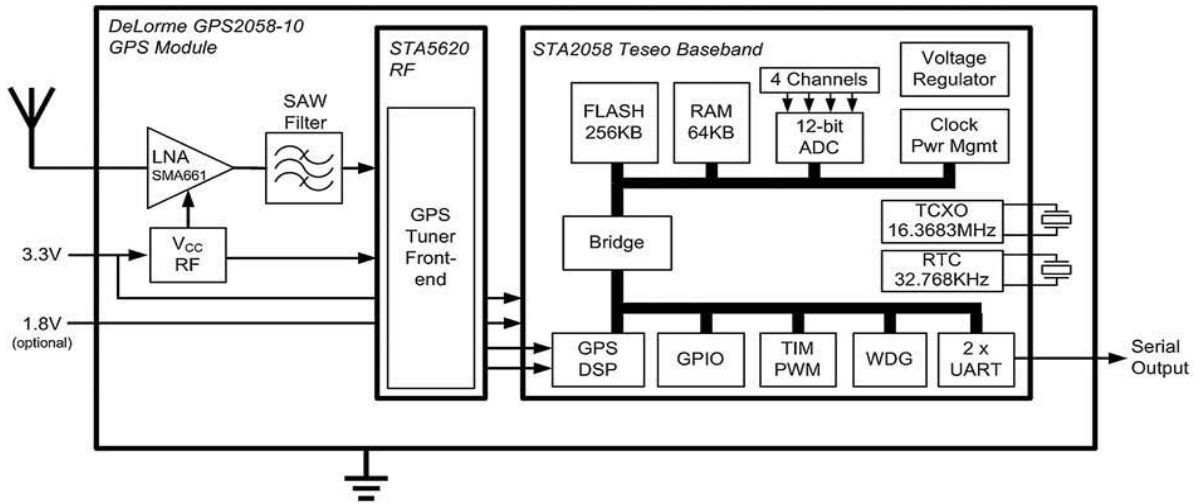 DeLorme GPS2058-10
GPS Module
STA5620
RF
STA2058 Teseo Baseband
SAW
Filter
LNA
SMA661
VCC
RF
3.3V
1.8V
(optional)
GPS
Tuner
Front-
end
FLASH
256KB
RAM
64KB
4 Channels
12-bit
ADC
Voltage
Regulator
Clock
Pwr Mgmt
Bridge
TCXO
16.3683MHz
RTC
32.768KHz
GPS
DSP
GPIO
TIM
PWM
WDG
2 x
UART
Serial
Output